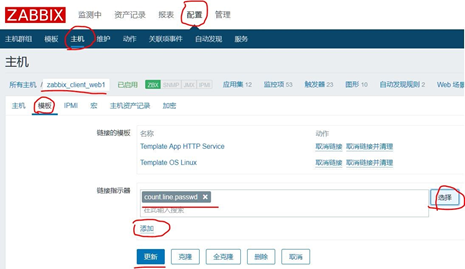 ZABBIX 监测中 资产记录 报表 配置 管理
主机群组 模板 主机 维护 动作 关联项事件 自动发现 服务
主机
所有主机 / zabbix_client_web1 已启用 ZBX SNMP JMX IPMI 应用集 12 监控项 53 触发器 23 图形 10 自动发现规则 2 Web 场景
主机 模板 IPMI 宏 主机资产记录 加密
链接的模板 名称 动作
Template App HTTP Service 取消链接 取消链接并清理
Template OS Linux 取消链接 取消链接并清理
链接指示器 count.line.passwd 选择
在此输入搜索
添加
更新 克隆 全克隆 删除 取消